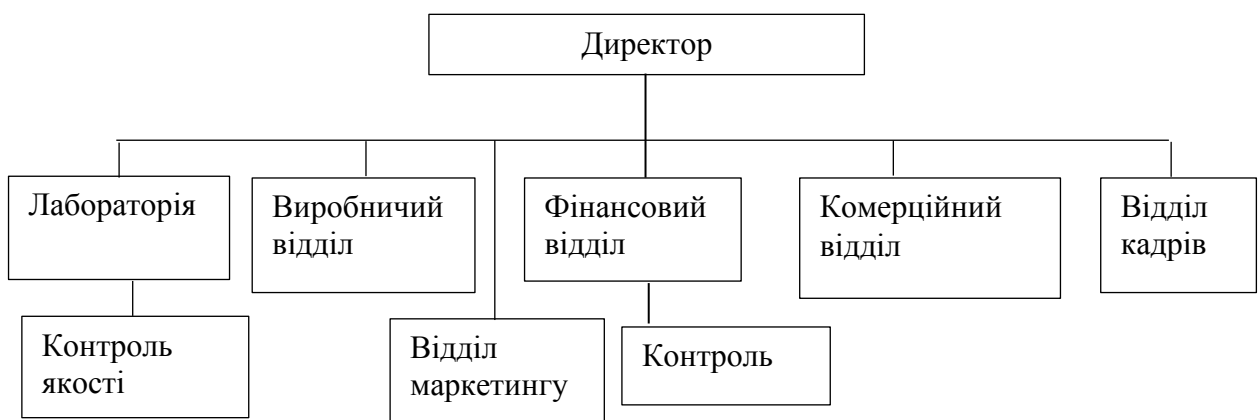 Директор
Лабораторія
Виробничий
відділ
Фінансовий
відділ
Комерційний
відділ
Відділ
кадрів
Контроль
якості
Відділ
маркетингу
Контроль